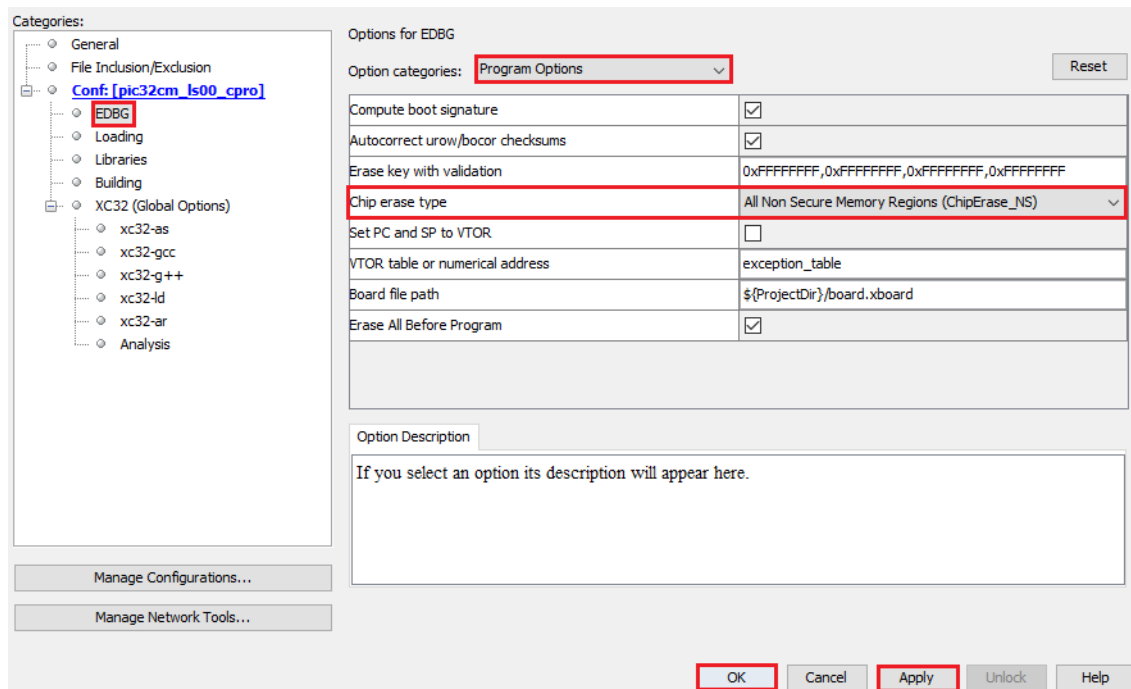 Categories:
General
File Inclusion/Exclusion
Conf: [pic32cm_ls00_cpro]
EDBG
Loading
Libraries
Building
XC32 (Global Options)
xc32-as
xc32-gcc
xc32-g++
xc32-ld
xc32-ar
Analysis
Manage Configurations...
Manage Network Tools...
Options for EDBG
Option categories: Program Options Reset
Compute boot signature
Autocorrect urow/bocor checksums
Erase key with validation 0xFFFFFFFF,0xFFFFFFFF,0xFFFFFFFF,0xFFFFFFFF
Chip erase type All Non Secure Memory Regions (ChipErase_NS)
Set PC and SP to VTOR
VTOR table or numerical address exception_table
Board file path ${ProjectDir}/board.xboard
Erase All Before Program
Option Description
If you select an option its description will appear here.
OK Cancel Apply Unlock Help